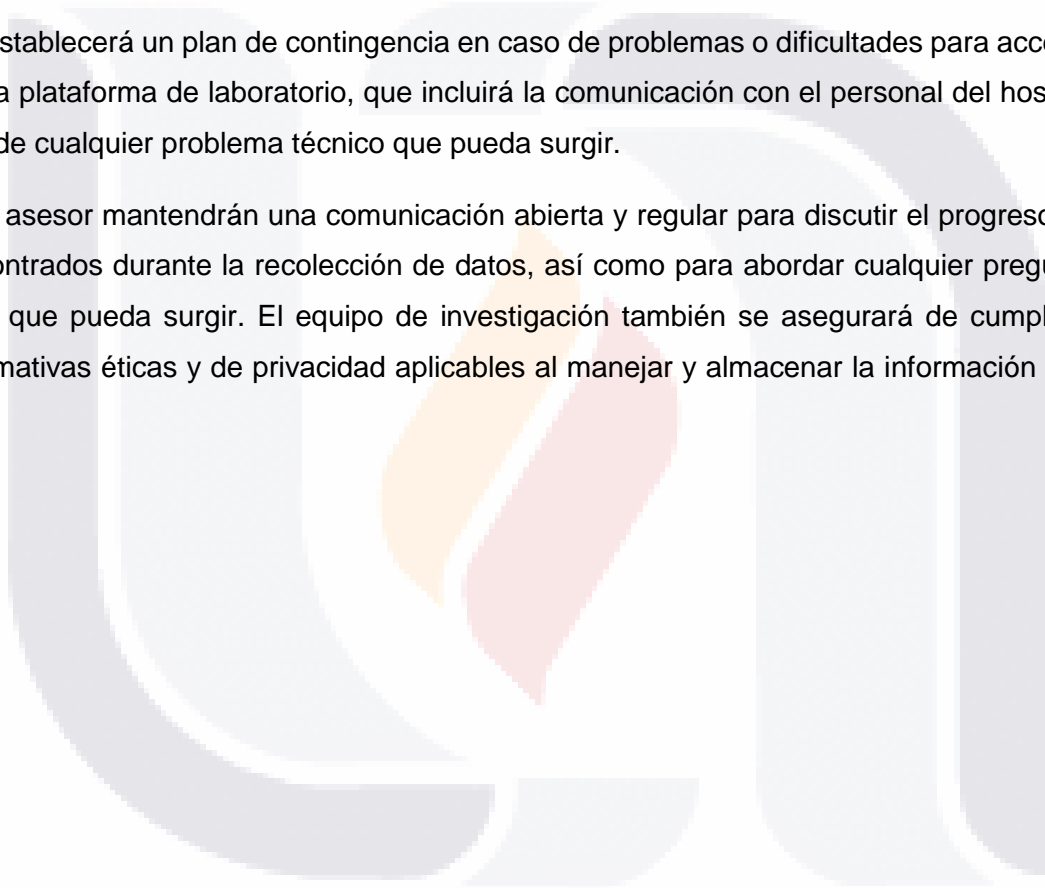 stablecerá un plan de contingencia en caso de problemas o dificultades para acc
a plataforma de laboratorio, que incluirá la comunicación con el personal del hos
de cualquier problema técnico que pueda surgir.
asesor mantendrán una comunicación abierta y regular para discutir el progreso
ontrados durante la recolección de datos, así como para abordar cualquier preg
que pueda surgir. El equipo de investigación también se asegurará de cumpl
mativas éticas y de privacidad aplicables al manejar y almacenar la información